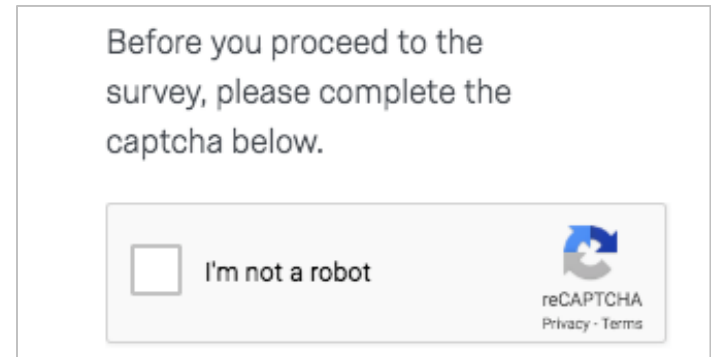 Before you proceed to the
survey, please complete the
captcha below.
I'm not a robot
reCAPTCHA
Privacy - Terms